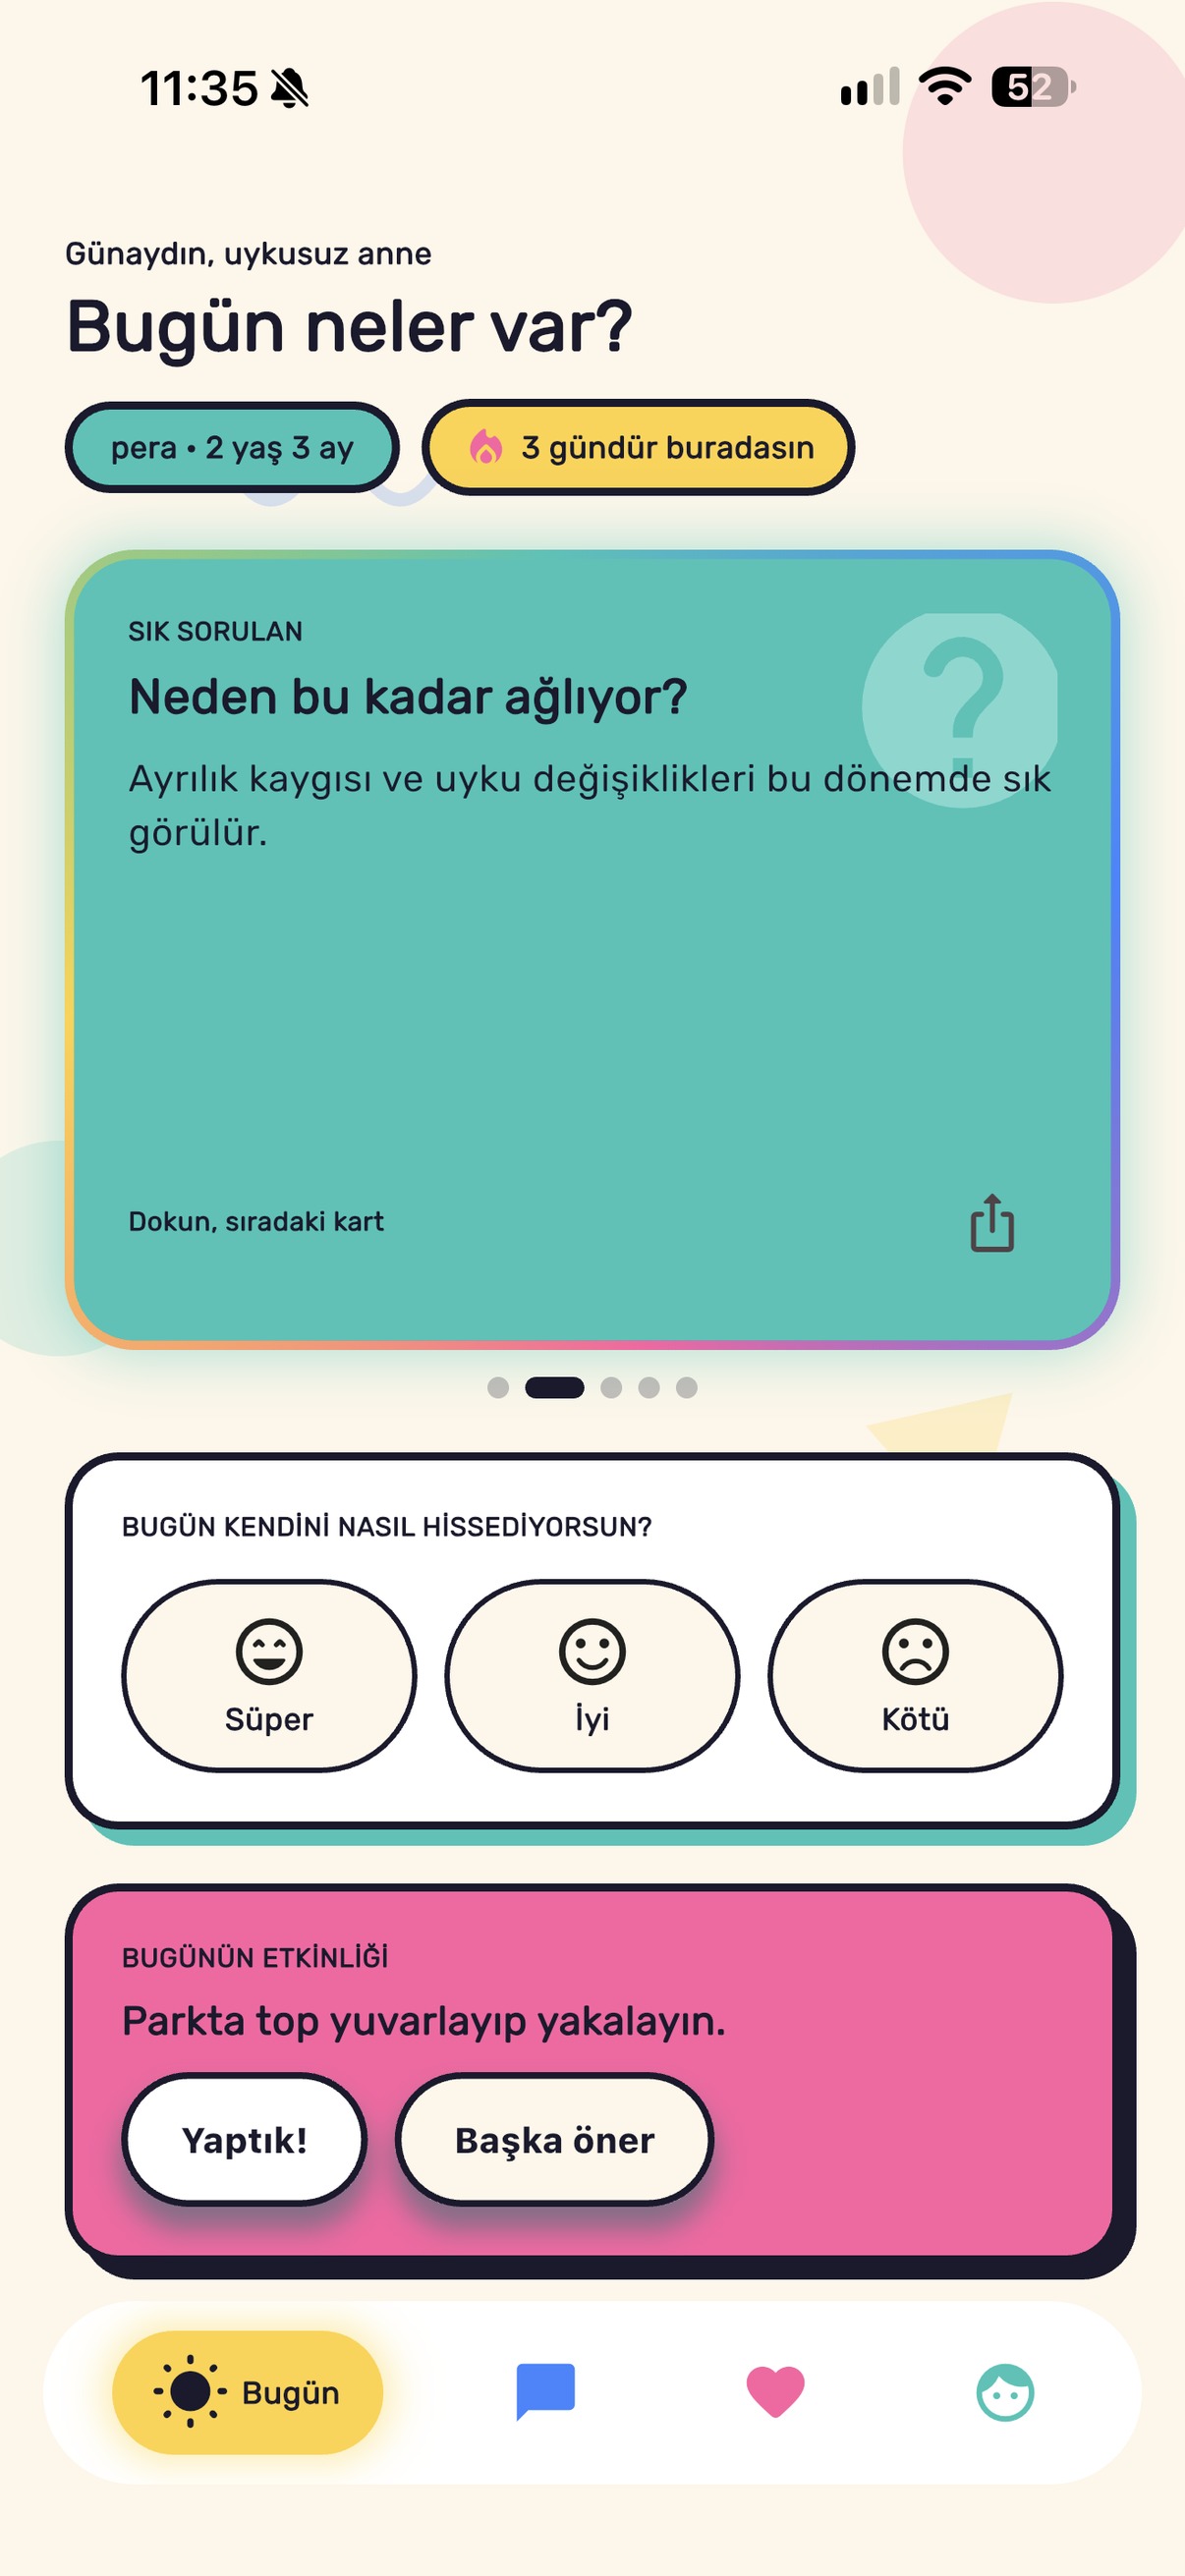 11:35
52
Günaydın, uykusuz anne
Bugün neler var?
pera • 2 yaş 3 ay
3 gündür buradasın
SIK SORULAN
Neden bu kadar ağlıyor?
Ayrılık kaygısı ve uyku değişiklikleri bu dönemde sık
görülür.
Dokun, sıradaki kart
BUGÜN KENDİNİ NASIL HİSSEDİYORSUN?
Süper
İyi
Kötü
BUGÜNÜN ETKİNLİĞİ
Parkta top yuvarlayıp yakalayın.
Yaptık!
Başka öner
Bugün